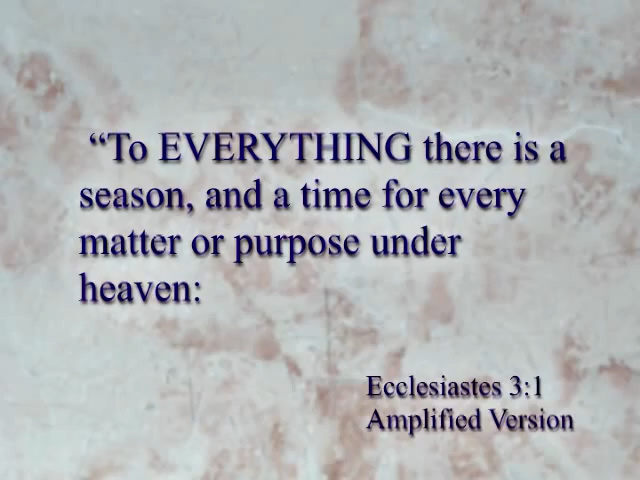 “To EVERYTHING there is a
season, and a time for every
matter or purpose under
heaven:
Ecclesiastes 3:1
Amplified Version